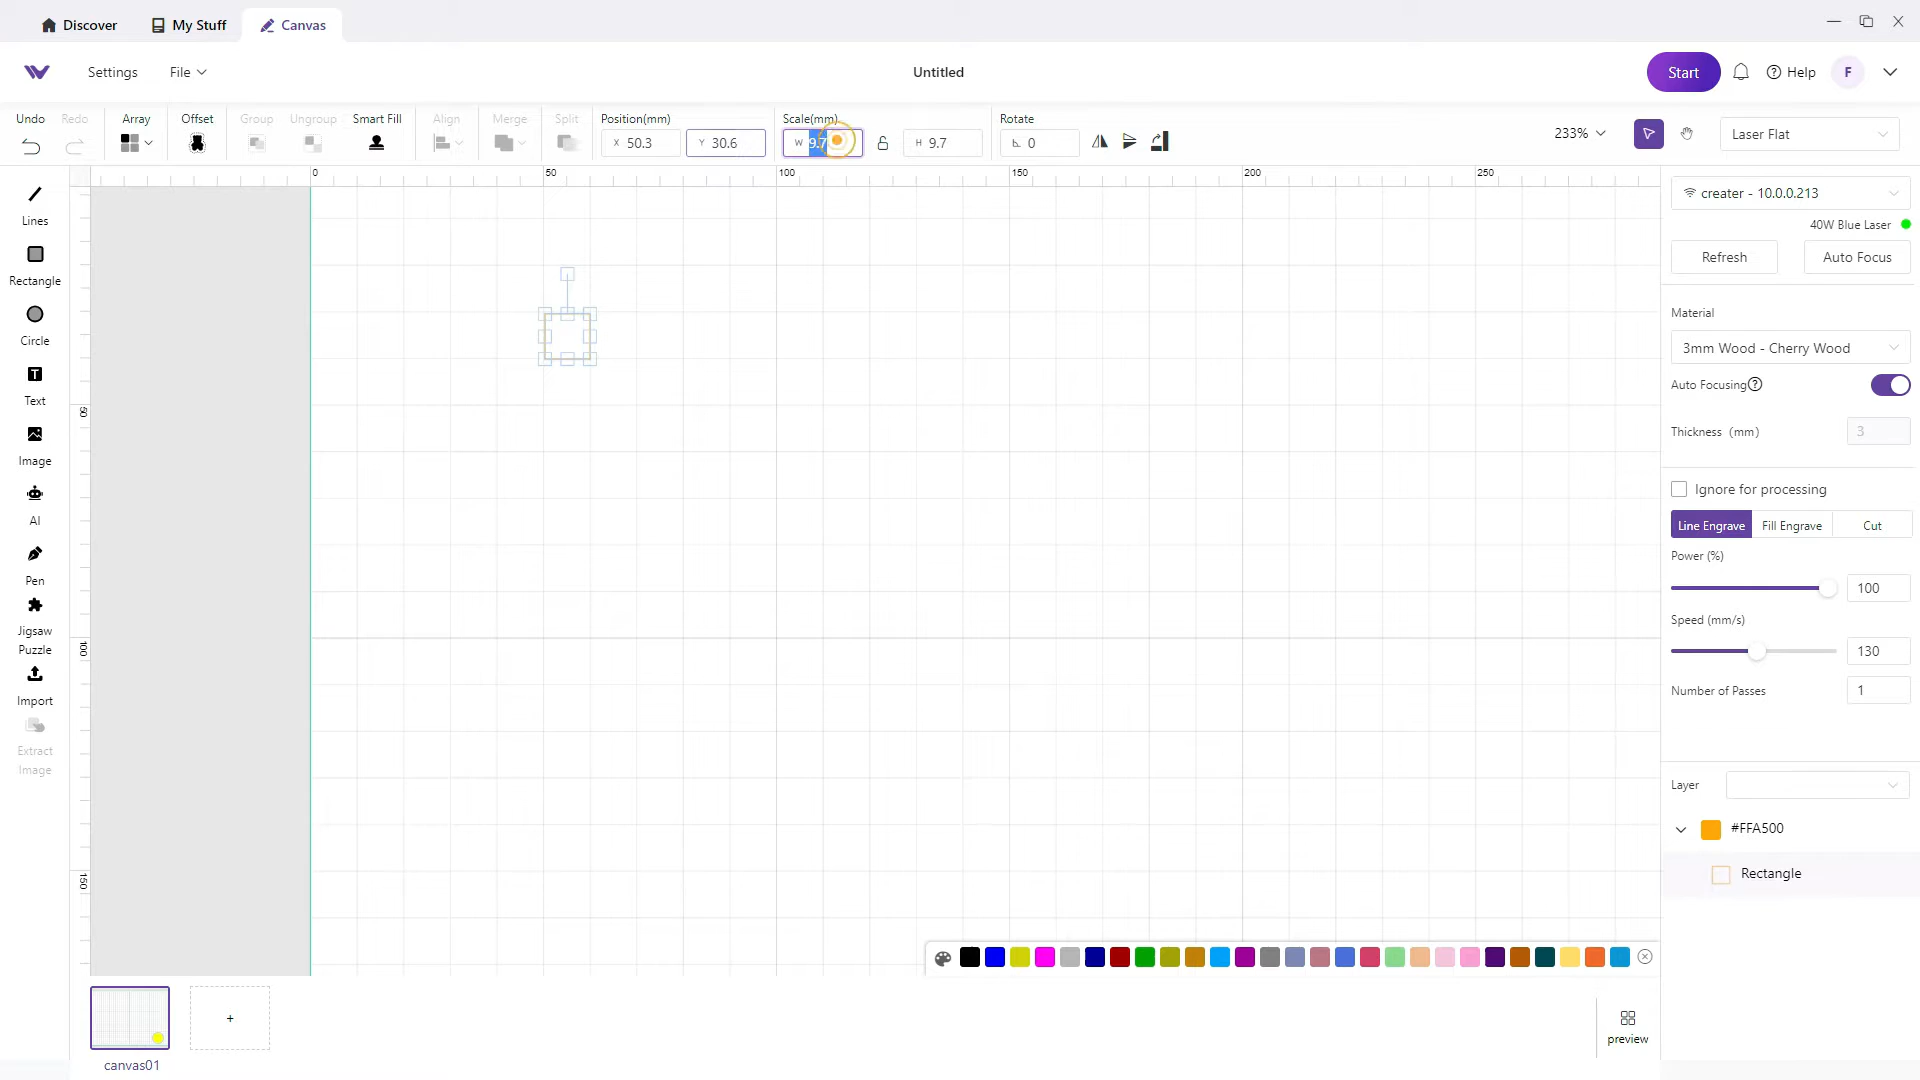 Discover
My Stuff
Canvas
Settings
File
Untitled
Start
Help
F
Undo
Redo
Array
Offset
Group
Ungroup
Smart Fill
Align
Merge
Split
Position(mm)
X 50.3
Y 30.6
Scale(mm)
W 9.7
H 9.7
Rotate
0
233%
Laser Flat
0
50
100
150
200
250
50
100
150
Lines
Rectangle
Circle
Text
Image
AI
Pen
Jigsaw
Puzzle
Import
Extract
Image
creater - 10.0.0.213
40W Blue Laser
Refresh
Auto Focus
Material
3mm Wood - Cherry Wood
Auto Focusing
Thickness (mm)
3
Ignore for processing
Line Engrave
Fill Engrave
Cut
Power (%)
100
Speed (mm/s)
130
Number of Passes
1
Layer
#FFA500
Rectangle
+
preview
canvas01